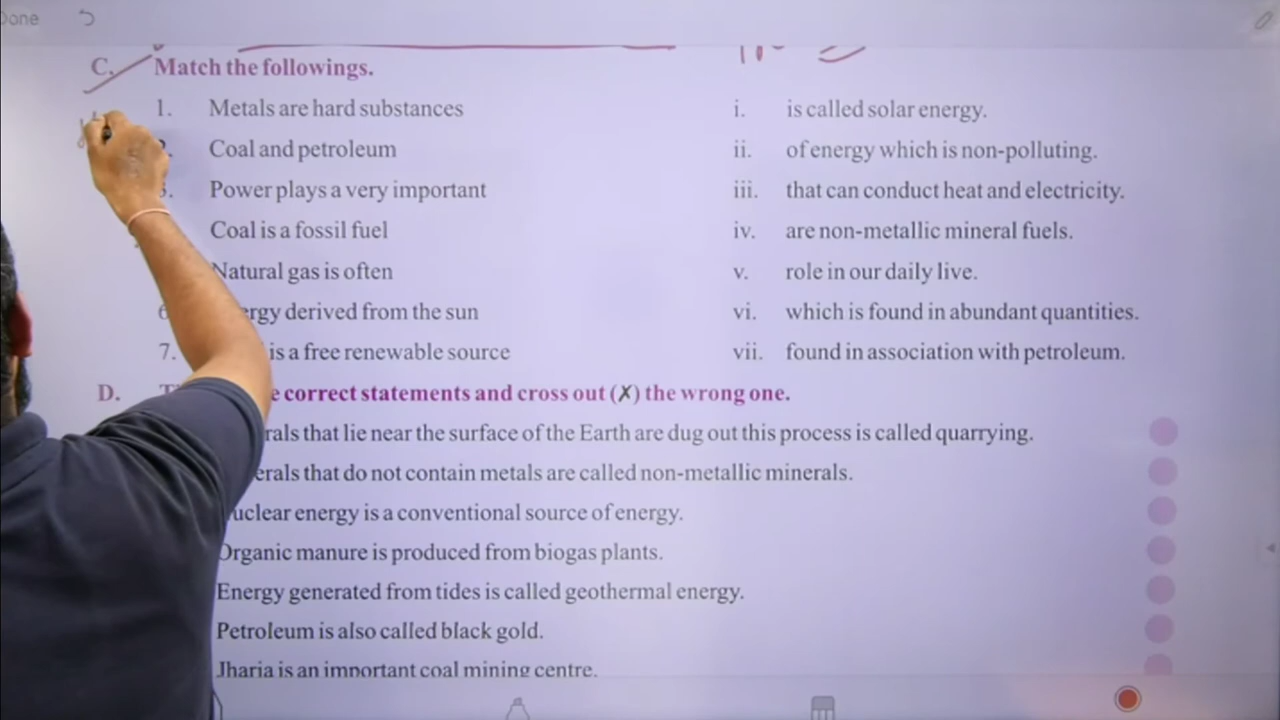 Done
C. Match the followings.
1. Metals are hard substances i. is called solar energy.
Coal and petroleum ii. of energy which is non-polluting.
Power plays a very important iii. that can conduct heat and electricity.
Coal is a fossil fuel iv. are non-metallic mineral fuels.
Natural gas is often v. role in our daily live.
derived from the sun vi. which is found in abundant quantities.
7. is a free renewable source vii. found in association with petroleum.
D. correct statements and cross out (✗) the wrong one.
that lie near the surface of the Earth are dug out this process is called quarrying.
that do not contain metals are called non-metallic minerals.
energy is a conventional source of energy.
Organic manure is produced from biogas plants.
Energy generated from tides is called geothermal energy.
Petroleum is also called black gold.
Jharia is an important coal mining centre.